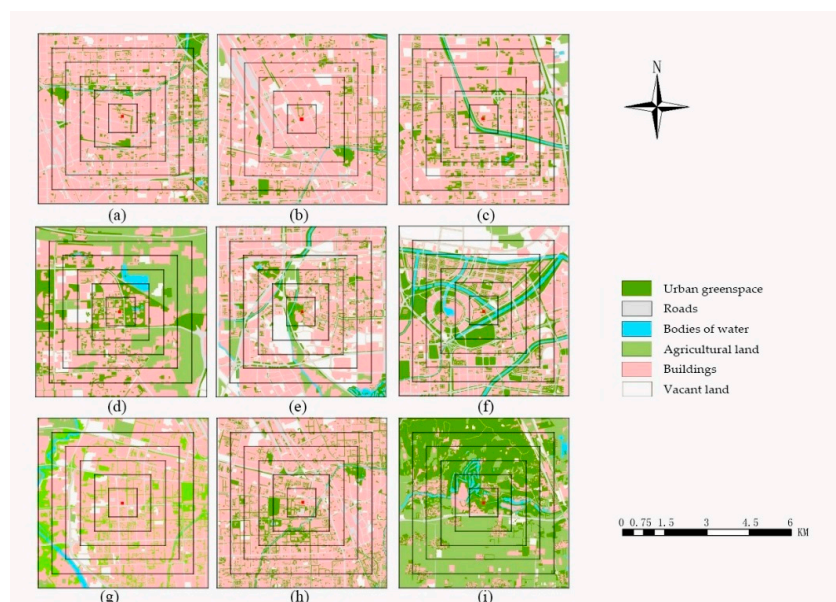 N
(a) (b) (c)
(d) (e) (f)
(g) (h) (i)
Urban greenspace
Roads
Bodies of water
Agricultural land
Buildings
Vacant land
0 0.75 1.5 3 4.5 6
KM